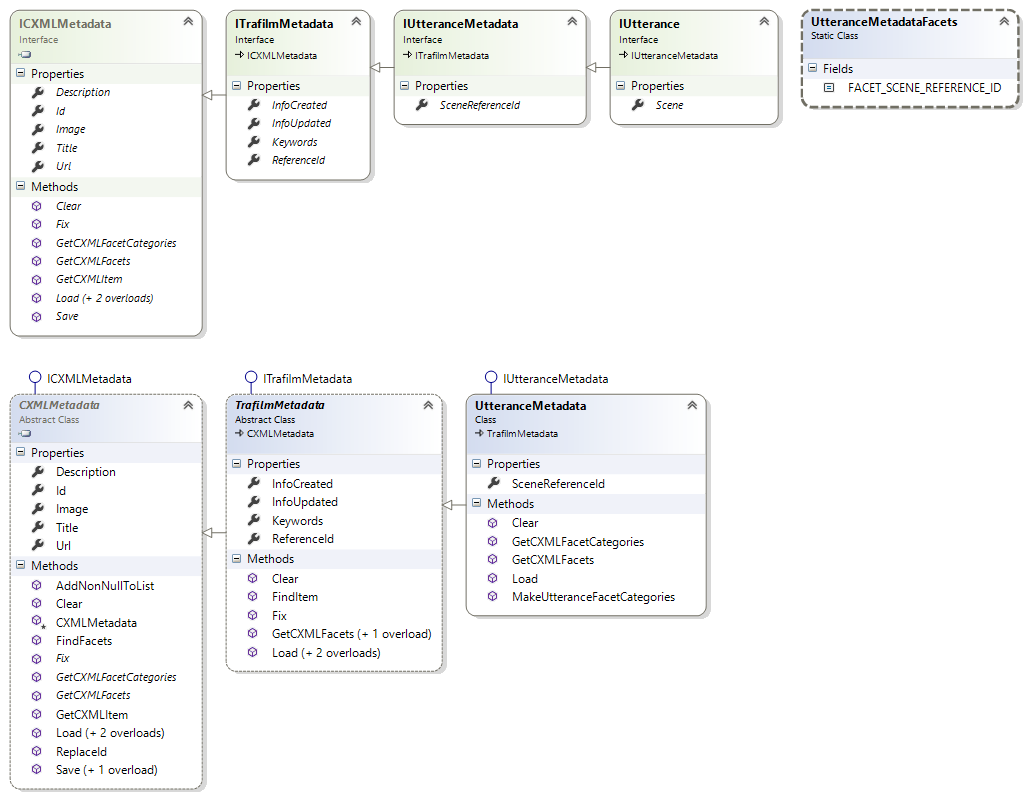 ICXMLMetadata
Interface
Properties
Description
Id
Image
Title
Url
Methods
Clear
Fix
GetCXMLFacetCategories
GetCXMLFacets
GetCXMLItem
Load (+ 2 overloads)
Save
ITrafilmMetadata
Interface
ICXMLMetadata
Properties
InfoCreated
InfoUpdated
Keywords
ReferenceId
IUtteranceMetadata
Interface
ITrafilmMetadata
Properties
SceneReferenceId
IUtterance
Interface
IUtteranceMetadata
Properties
Scene
UtteranceMetadataFacets
Static Class
Fields
FACET_SCENE_REFERENCE_ID
ICXMLMetadata
CXMLMetadata
Abstract Class
Properties
Description
Id
Image
Title
Url
Methods
AddNonNullToList
Clear
CXMLMetadata
FindFacets
Fix
GetCXMLFacetCategories
GetCXMLFacets
GetCXMLItem
Load (+ 2 overloads)
ReplaceId
Save (+ 1 overload)
ITrafilmMetadata
TrafilmMetadata
Abstract Class
CXMLMetadata
Properties
InfoCreated
InfoUpdated
Keywords
ReferenceId
Methods
Clear
FindItem
Fix
GetCXMLFacets (+ 1 overload)
Load (+ 2 overloads)
IUtteranceMetadata
UtteranceMetadata
Class
TrafilmMetadata
Properties
SceneReferenceId
Methods
Clear
GetCXMLFacetCategories
GetCXMLFacets
Load
MakeUtteranceFacetCategories